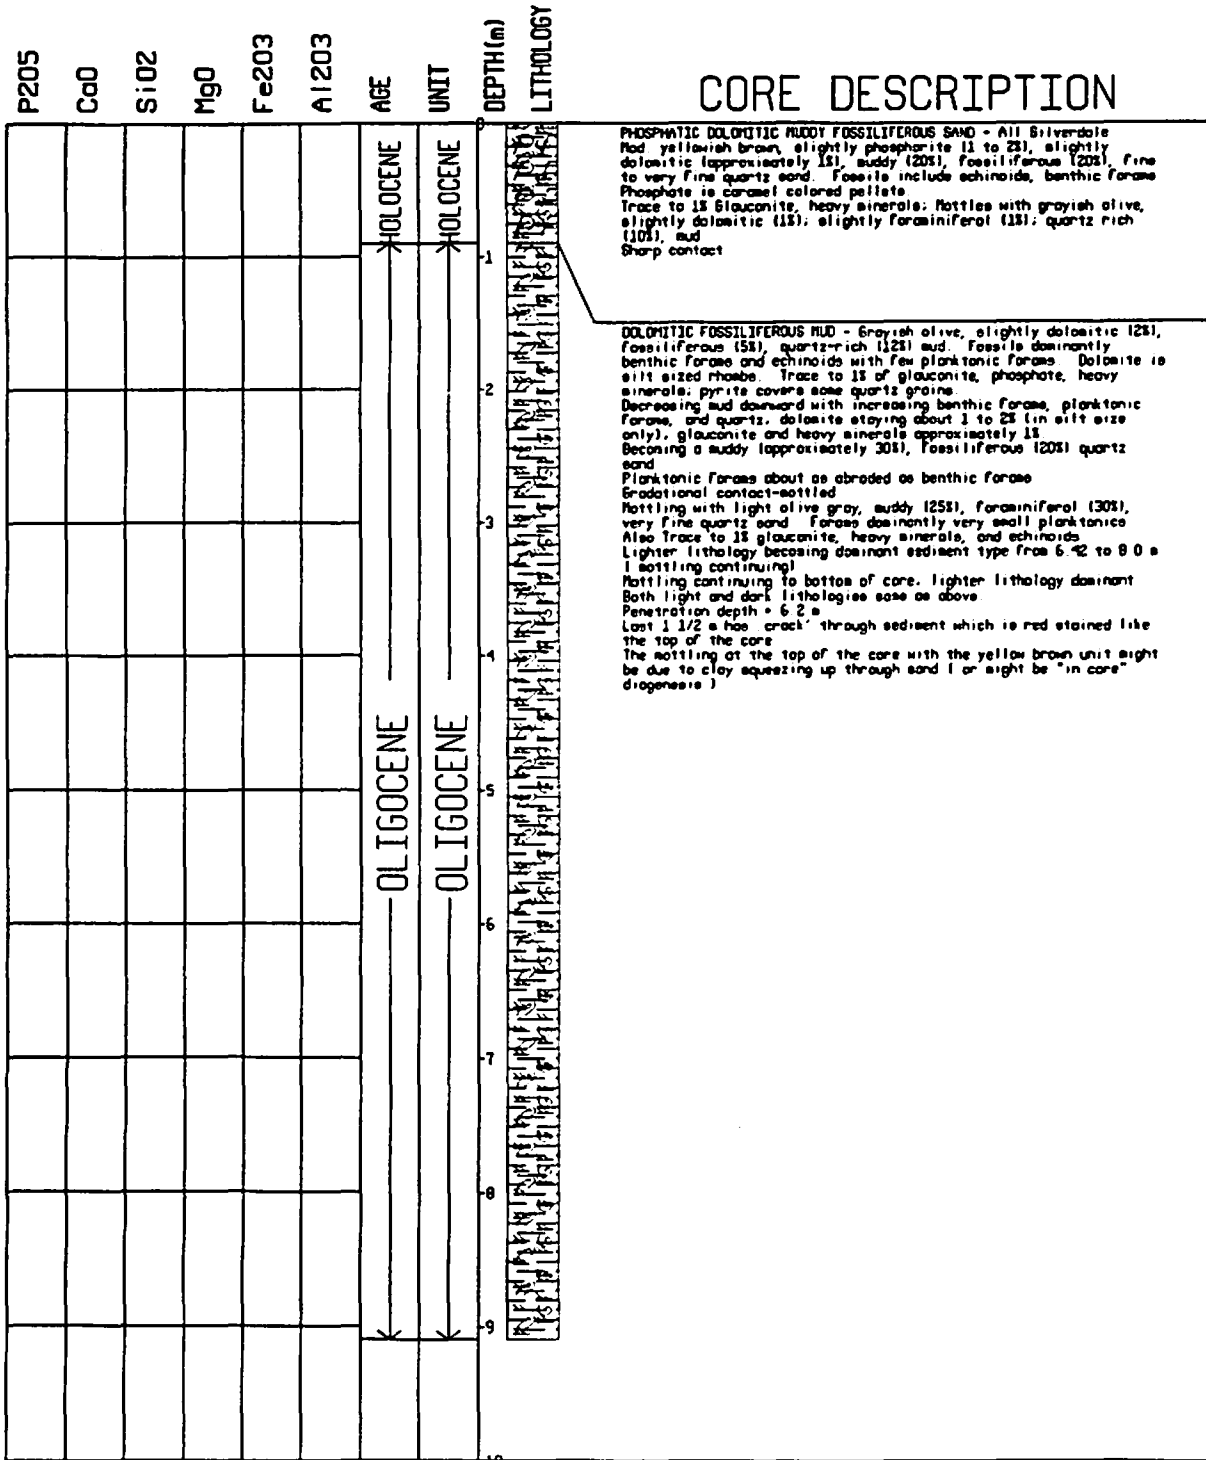 P2O5
CaO
SiO2
MgO
Fe2O3
Al2O3
AGE
UNIT
DEPTH(m)
LITHOLOGY
CORE DESCRIPTION
0
HOLOCENE
HOLOCENE
PHOSPHATIC DOLOMITIC MUDDY FOSSILIFEROUS SAND - All Silverdale
Mod. yellowish brown, slightly phosphorite (1 to 2%), slightly
dolomitic (approximately 1%), muddy (20%), fossiliferous (20%), fine
to very fine quartz sand. Fossils include echinoids, benthic forams
Phosphate is caramel colored pellets
Trace to 1% Glauconite, heavy minerals; Mottles with grayish olive,
slightly dolomitic (1%); slightly foraminiferal (1%); quartz rich
(10%), mud
Sharp contact
DOLOMITIC FOSSILIFEROUS MUD - Grayish olive, slightly dolomitic (2%),
fossiliferous (5%), quartz-rich (12%) mud. Fossils dominantly
benthic forams and echinoids with few planktonic forams. Dolomite is
silt sized rhombs. Trace to 1% of glauconite, phosphate, heavy
minerals; pyrite covers some quartz grains.
Decreasing mud downward with increasing benthic forams, planktonic
forams, and quartz, dolomite staying about 1 to 2% (in silt size
only), glauconite and heavy minerals approximately 1%
Becoming a muddy (approximately 30%), fossiliferous (20%) quartz
sand
Planktonic forams about as abraded as benthic forams
Gradational contact-mottled
Mottling with light olive gray, muddy (25%), foraminiferal (30%),
very fine quartz sand Forams dominantly very small planktonics
Also Trace to 1% glauconite, heavy minerals, and echinoids
Lighter lithology becoming dominant sediment type from 6.42 to 8.0 m
( mottling continuing)
Mottling continuing to bottom of core, lighter lithology dominant
Both light and dark lithologies same as above
Penetration depth = 6.2 m
Last 1 1/2 m has 'crack' through sediment which is red stained like
the top of the core
The mottling at the top of the core with the yellow brown unit might
be due to clay squeezing up through sand ( or might be "in core"
diagenesis )
OLIGOCENE
OLIGOCENE
1
2
3
4
5
6
7
8
9
10